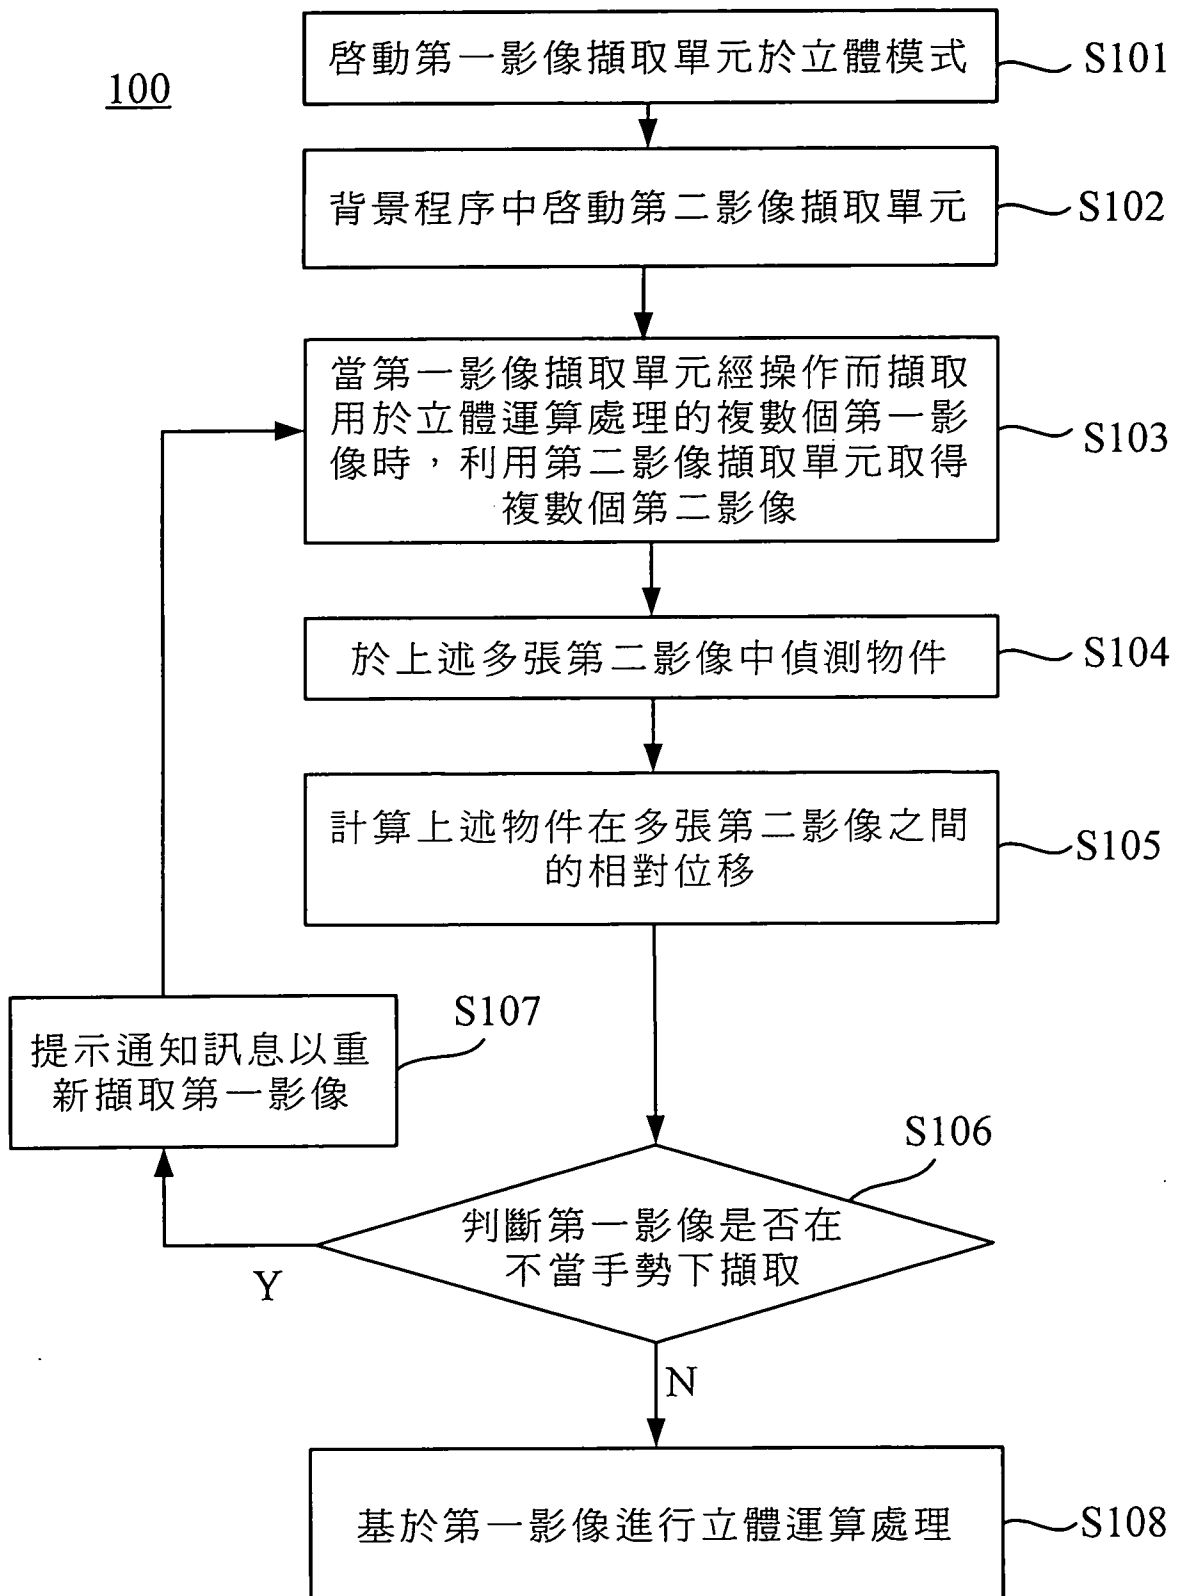 100
啓動第一影像擷取單元於立體模式
S101
背景程序中啓動第二影像擷取單元
S102
當第一影像擷取單元經操作而擷取
用於立體運算處理的複數個第一影
像時，利用第二影像擷取單元取得
複數個第二影像
S103
於上述多張第二影像中偵測物件
S104
計算上述物件在多張第二影像之間
的相對位移
S105
提示通知訊息以重
新擷取第一影像
S107
判斷第一影像是否在
不當手勢下擷取
S106
Y
N
基於第一影像進行立體運算處理
S108